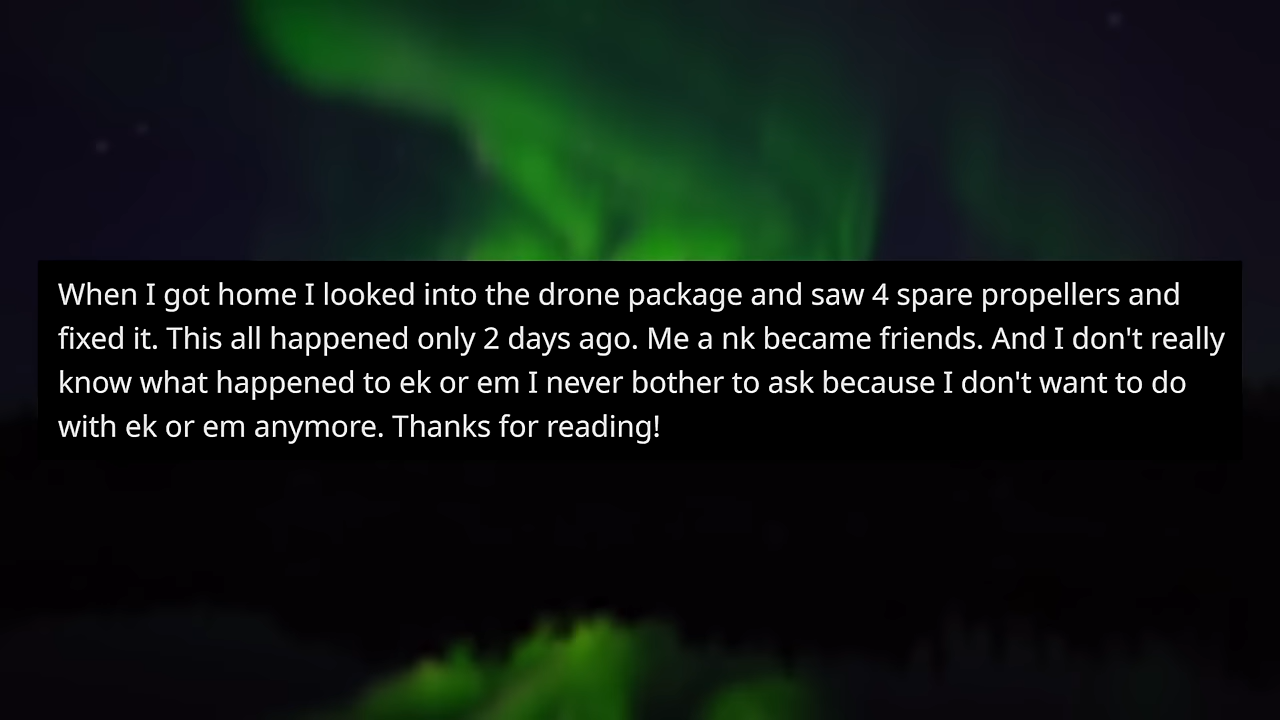 When I got home I looked into the drone package and saw 4 spare propellers and
fixed it. This all happened only 2 days ago. Me a nk became friends. And I don't really
know what happened to ek or em I never bother to ask because I don't want to do
with ek or em anymore. Thanks for reading!